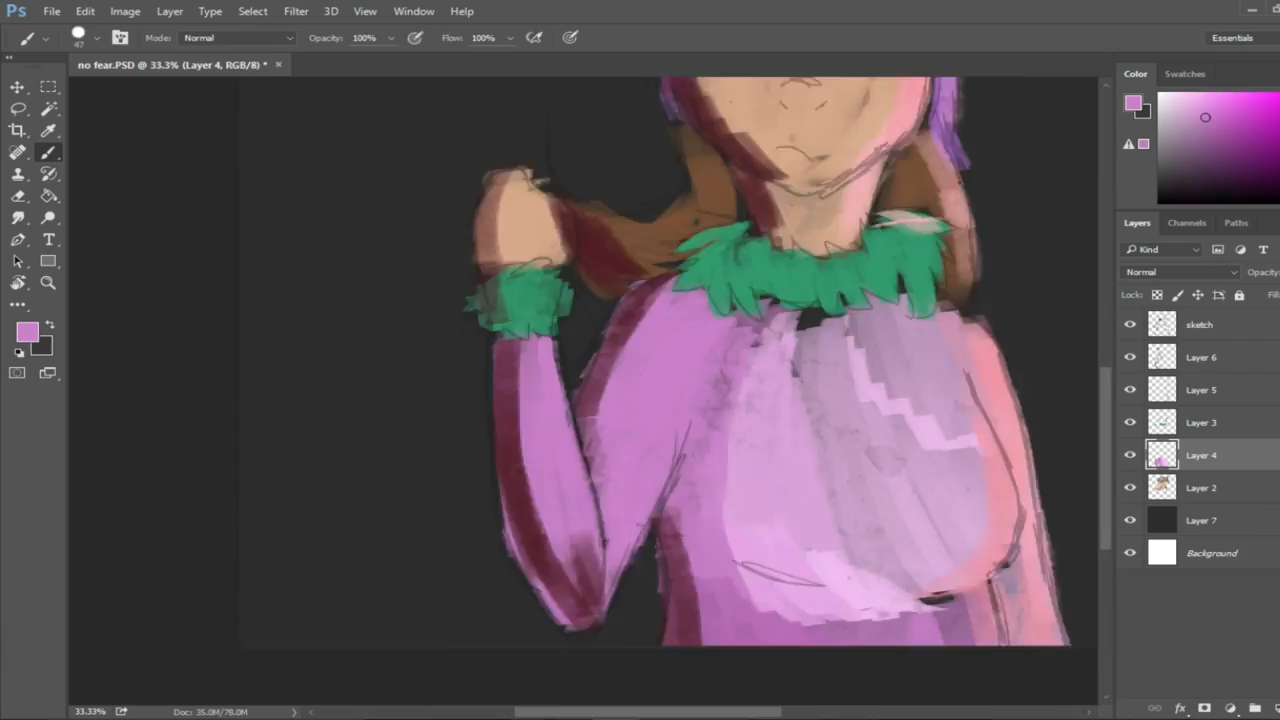 Ps File Edit Image Layer Type Select Filter 3D View Window Help
47 Mode: Normal Opacity: 100% Flow: 100% Essentials
no fear.PSD @ 33.3% (Layer 4, RGB/8) * ×
Color Swatches
Layers Channels Paths
Kind
Normal Opacity:
Lock: Fill
sketch
Layer 6
Layer 5
Layer 3
Layer 4
Layer 2
Layer 7
Background
33.33% Doc: 35.0M/78.0M